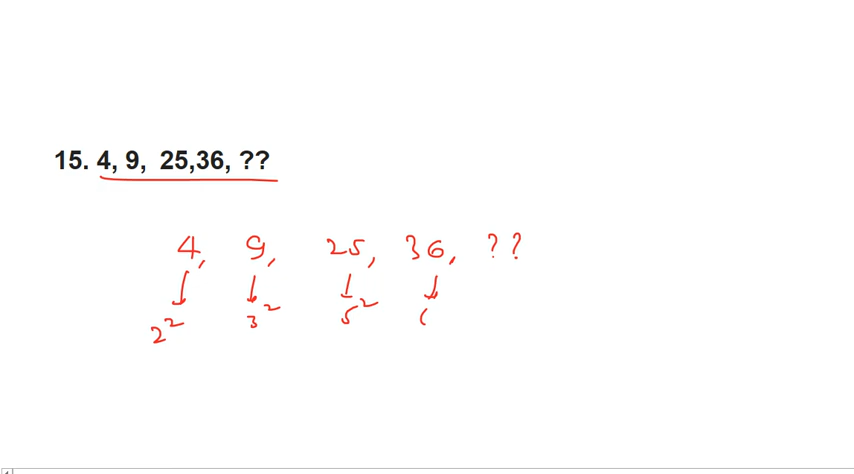 15. 4, 9, 25,36, ??
4, 9, 25, 36, ??
↓ ↓ ↓ ↓
2² 3² 5² (